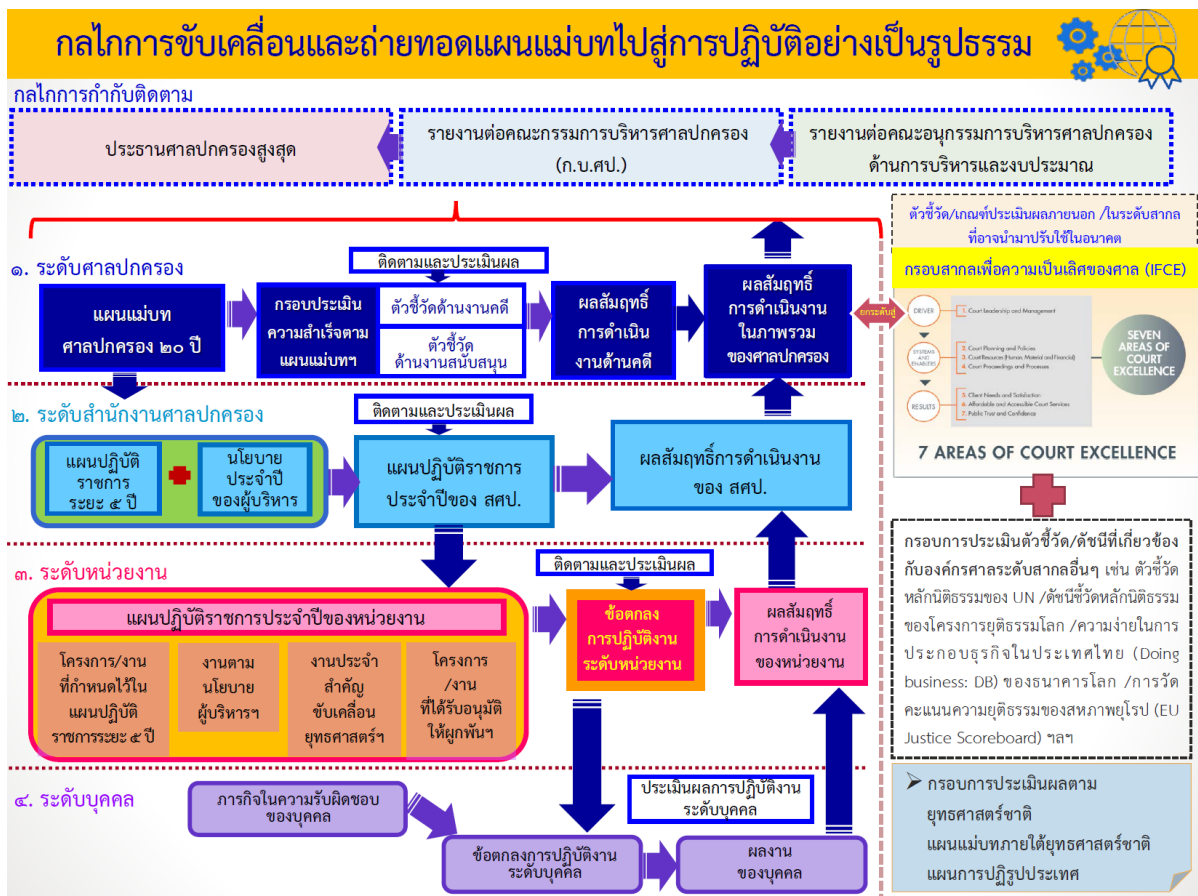 กลไกการขับเคลื่อนและถ่ายทอดแผนแม่บทไปสู่การปฏิบัติอย่างเป็นรูปธรรม
กลไกการกำกับติดตาม
ประธานศาลปกครองสูงสุด
รายงานต่อคณะกรรมการบริหารศาลปกครอง
(ก.บ.ศป.)
รายงานต่อคณะอนุกรรมการบริหารศาลปกครอง
ด้านการบริหารและงบประมาณ
๑. ระดับศาลปกครอง
แผนแม่บท
ศาลปกครอง ๒๐ ปี
ติดตามและประเมินผล
กรอบประเมิน
ความสำเร็จตาม
แผนแม่บทฯ
ตัวชี้วัดด้านงานคดี
ตัวชี้วัด
ด้านงานสนับสนุน
ผลสัมฤทธิ์
การดำเนิน
งานด้านคดี
ผลสัมฤทธิ์
การดำเนินงาน
ในภาพรวม
ของศาลปกครอง
ยกระดับสู่
ตัวชี้วัด/เกณฑ์ประเมินผลภายนอก /ในระดับสากล
ที่อาจนำมาปรับใช้ในอนาคต
กรอบสากลเพื่อความเป็นเลิศของศาล (IFCE)
DRIVER
1. Court Leadership and Management
SYSTEMS
AND
ENABLERS
2. Court Planning and Policies
3. Court Resources (Human, Material and Financial)
4. Court Proceedings and Processes
RESULTS
5. Client Needs and Satisfaction
6. Affordable and Accessible Court Services
7. Public Trust and Confidence
SEVEN
AREAS OF
COURT
EXCELLENCE
7 AREAS OF COURT EXCELLENCE
๒. ระดับสำนักงานศาลปกครอง
แผนปฏิบัติ
ราชการ
ระยะ ๕ ปี
นโยบาย
ประจำปี
ของผู้บริหาร
ติดตามและประเมินผล
แผนปฏิบัติราชการ
ประจำปีของ สศป.
ผลสัมฤทธิ์การดำเนินงาน
ของ สศป.
๓. ระดับหน่วยงาน
แผนปฏิบัติราชการประจำปีของหน่วยงาน
โครงการ/งาน
ที่กำหนดไว้ใน
แผนปฏิบัติ
ราชการระยะ ๕ ปี
งานตาม
นโยบาย
ผู้บริหารฯ
งานประจำ
สำคัญ
ขับเคลื่อน
ยุทธศาสตร์ฯ
โครงการ
/งาน
ที่ได้รับอนุมัติ
ให้ผูกพันฯ
ติดตามและประเมินผล
ข้อตกลง
การปฏิบัติงาน
ระดับหน่วยงาน
ผลสัมฤทธิ์
การดำเนินงาน
ของหน่วยงาน
กรอบการประเมินตัวชี้วัด/ดัชนีที่เกี่ยวข้อง
กับองค์กรศาลระดับสากลอื่นๆ เช่น ตัวชี้วัด
หลักนิติธรรมของ UN /ดัชนีชี้วัดหลักนิติธรรม
ของโครงการยุติธรรมโลก /ความง่ายในการ
ประกอบธุรกิจในประเทศไทย (Doing
business: DB) ของธนาคารโลก /การวัด
คะแนนความยุติธรรมของสหภาพยุโรป (EU
Justice Scoreboard) ฯลฯ
๔. ระดับบุคคล
ภารกิจในความรับผิดชอบ
ของบุคคล
ข้อตกลงการปฏิบัติงาน
ระดับบุคคล
ประเมินผลการปฏิบัติงาน
ระดับบุคคล
ผลงาน
ของบุคคล
➢ กรอบการประเมินผลตาม
ยุทธศาสตร์ชาติ
แผนแม่บทภายใต้ยุทธศาสตร์ชาติ
แผนการปฏิรูปประเทศ